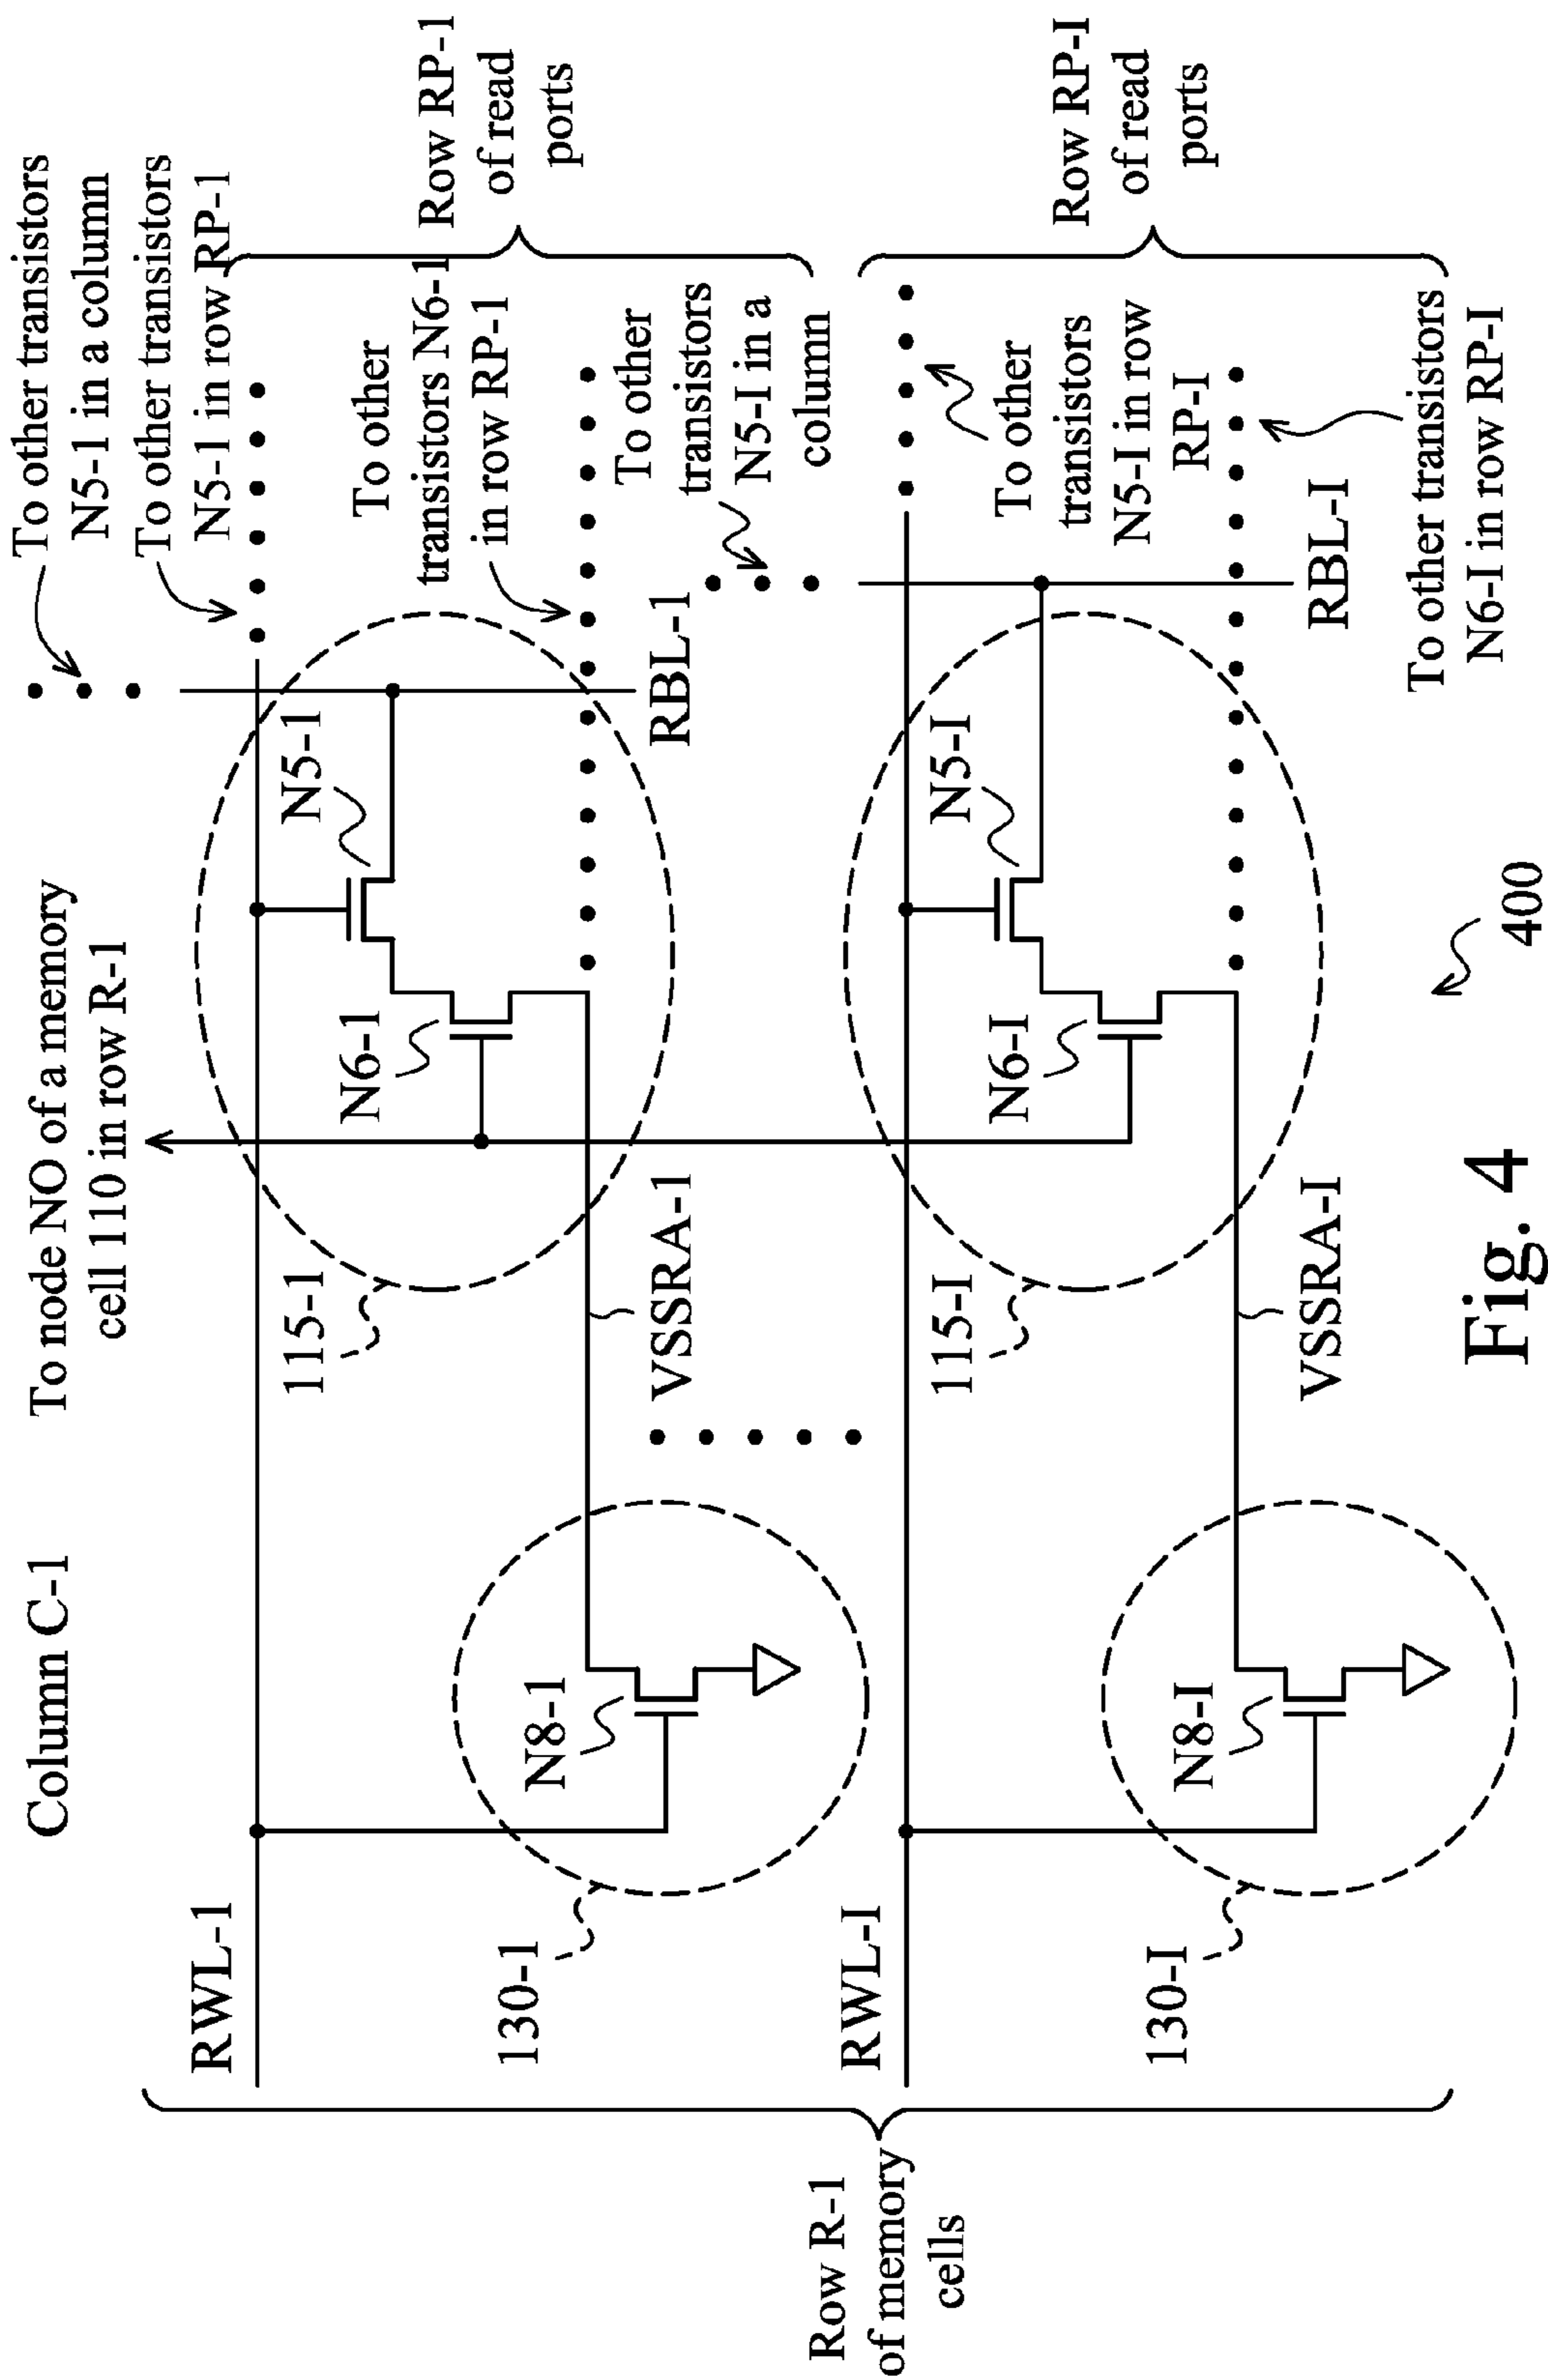 Column C-1
To node NO of a memory
cell 110 in row R-1
To other transistors
N5-1 in a column
To other transistors
N5-1 in row RP-1
RWL-1
115-1
N5-1
N6-1
To other
transistors N6-1
in row RP-1
Row RP-1
of read
ports
130-1
N8-1
VSSRA-1
RBL-1
To other
transistors
N5-I in a
column
Row R-1
of memory
cells
RWL-I
115-I
N5-I
N6-I
To other
transistors
N5-I in row
RP-I
Row RP-I
of read
ports
130-I
N8-I
VSSRA-I
RBL-I
To other transistors
N6-I in row RP-I
400
Fig. 4